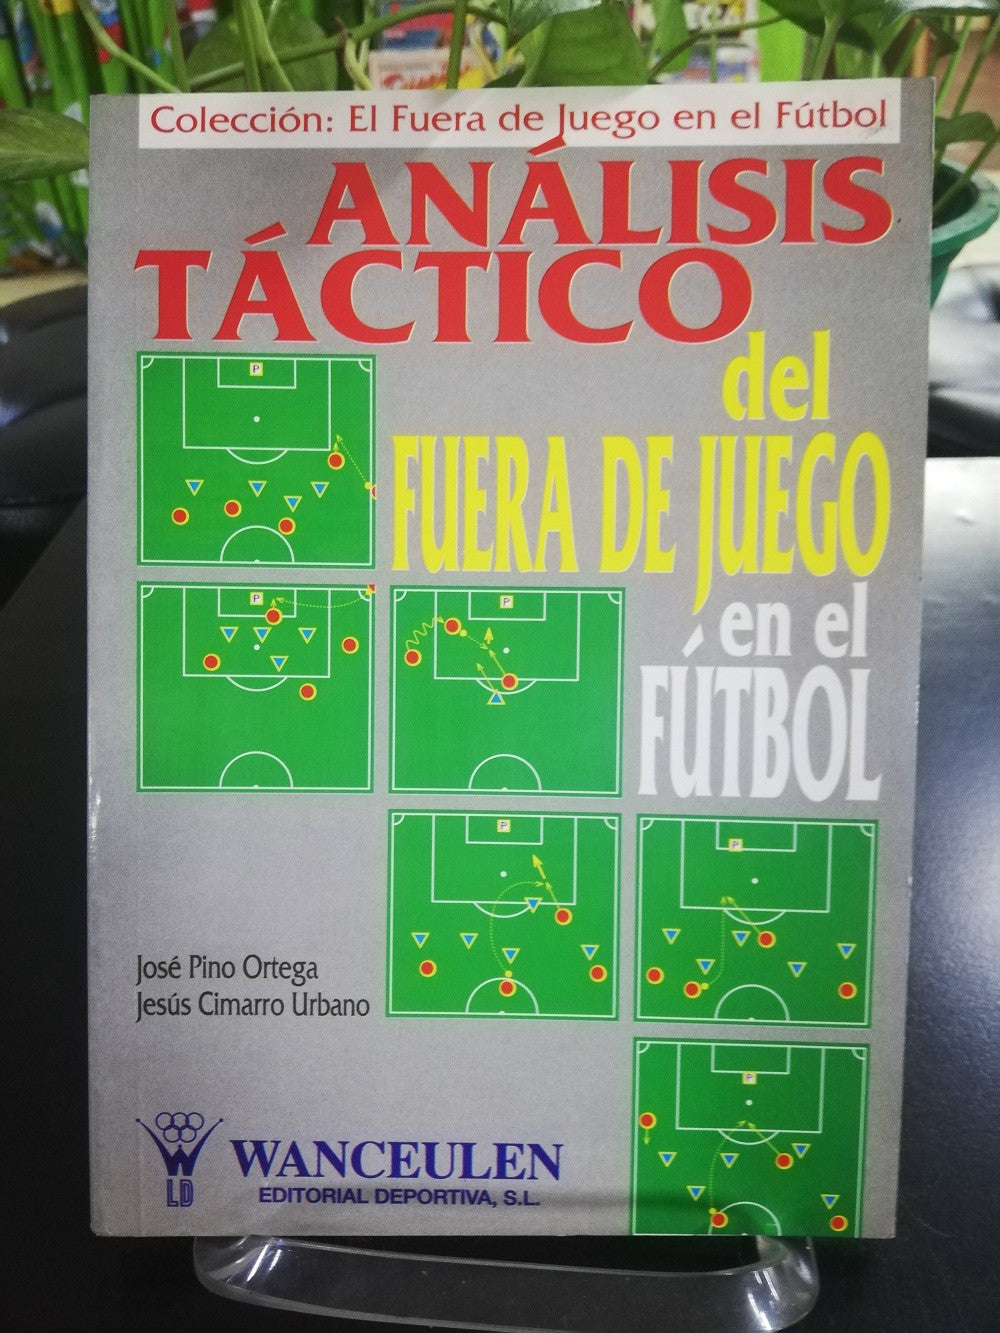 Colección: El Fuera de Juego en el Fútbol
ANÁLISIS
TÁCTICO
del
FUERA DE JUEGO
en el
FÚTBOL
P
P
P
P
P
P
José Pino Ortega
Jesús Cimarro Urbano
W
LD
WANCEULEN
EDITORIAL DEPORTIVA, S.L.